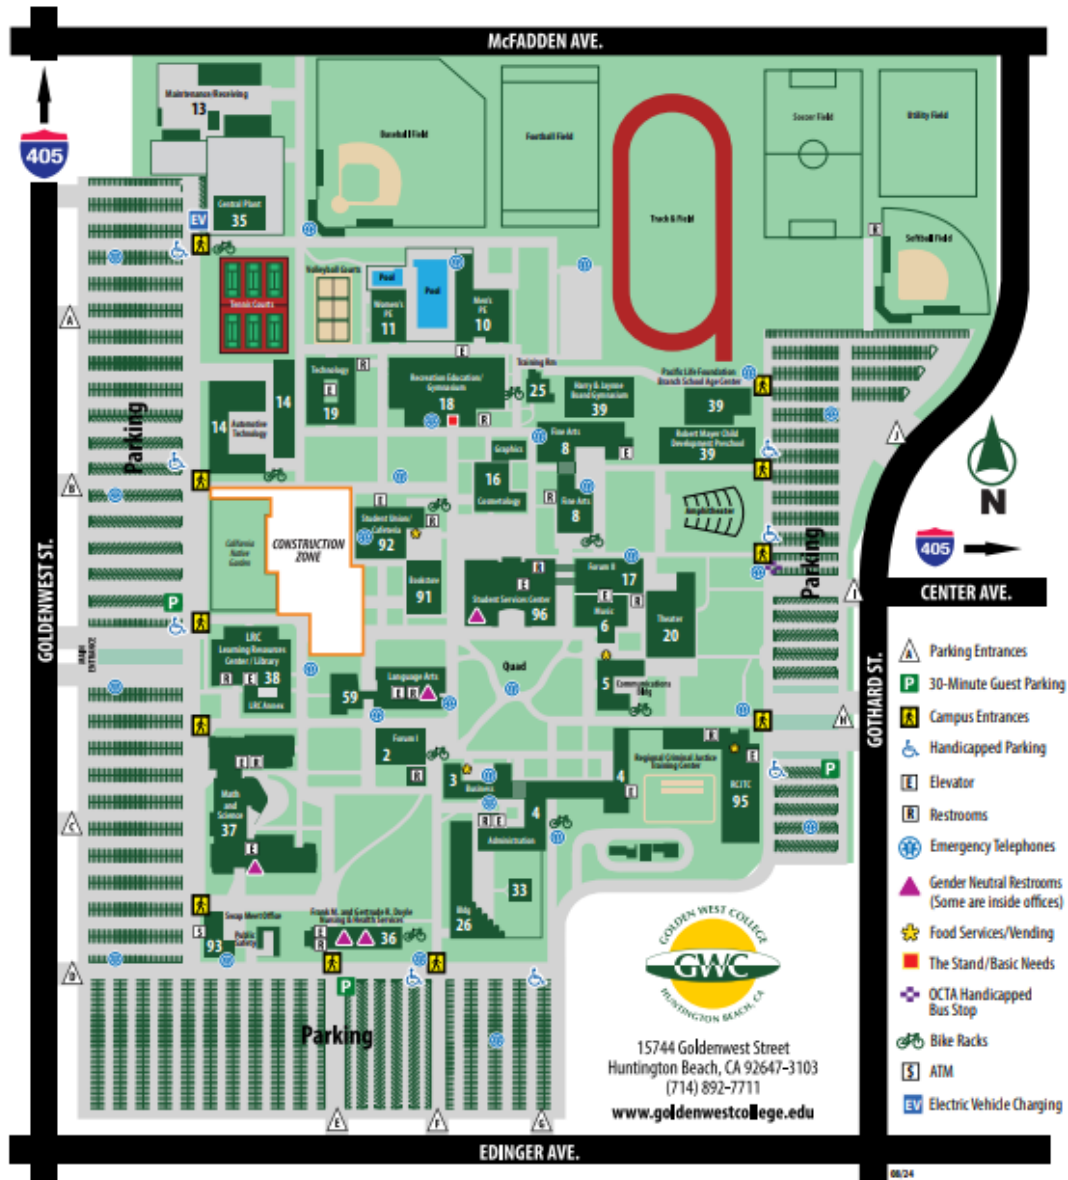 McFADDEN AVE.
405
Maintenance/Receiving
13
Baseball Field
Football Field
Soccer Field
Utility Field
Track & Field
Softball Field
R
Central Plant
35
EV
Tennis Courts
Volleyball Courts
Pool
Pool
Women's
PE
11
Men's
PE
10
E
A
Technology
E
19
R
Recreation Education/
Gymnasium
18
R
Training Rm
25
Harry & Jayne
39
Pacific Life Foundation
Branch School Age Center
39
Robert Mayer Child
Development Preschool
39
J
14
14
Automotive
Technology
Parking
B
Graphics
16
Cosmetology
Fine Arts
8
E
R
Fine Arts
8
Amphitheater
N
405
CENTER AVE.
Parking
I
California
Native
Garden
CONSTRUCTION
ZONE
E
Student Union/
Cafeteria
92
R
Bookstore
91
R
E
Student Services Center
96
Forum II
17
E
R
Music
6
Theater
20
P
MAIN
ENTRANCE
GOLDENWEST ST.
LRC
Learning Resources
Center / Library
R E 38
LRC Annex
59
Language Arts
E R
Quad
5
Communications
Bldg
H
GOTHARD ST.
Forum I
2
R
3
Business
4
E
Regional Criminal Justice
Training Center
R
E
RCJTC
95
P
E R
Math
and
Science
37
E
C
R E
4
Administration
33
Bldg
26
Swap Meet Office
S
93
Public
Safety
Frank M. and Gertrude R. Doyle
Nursing & Health Services
E
R
36
D
P
Parking
E
F
G
EDINGER AVE.
GOLDEN WEST COLLEGE
GWC
HUNTINGTON BEACH, CA
15744 Goldenwest Street
Huntington Beach, CA 92647-3103
(714) 892-7711
www.goldenwestcollege.edu
A Parking Entrances
P 30-Minute Guest Parking
Campus Entrances
Handicapped Parking
E Elevator
R Restrooms
Emergency Telephones
Gender Neutral Restrooms
(Some are inside offices)
Food Services/Vending
The Stand/Basic Needs
OCTA Handicapped
Bus Stop
Bike Racks
S ATM
EV Electric Vehicle Charging
08/24